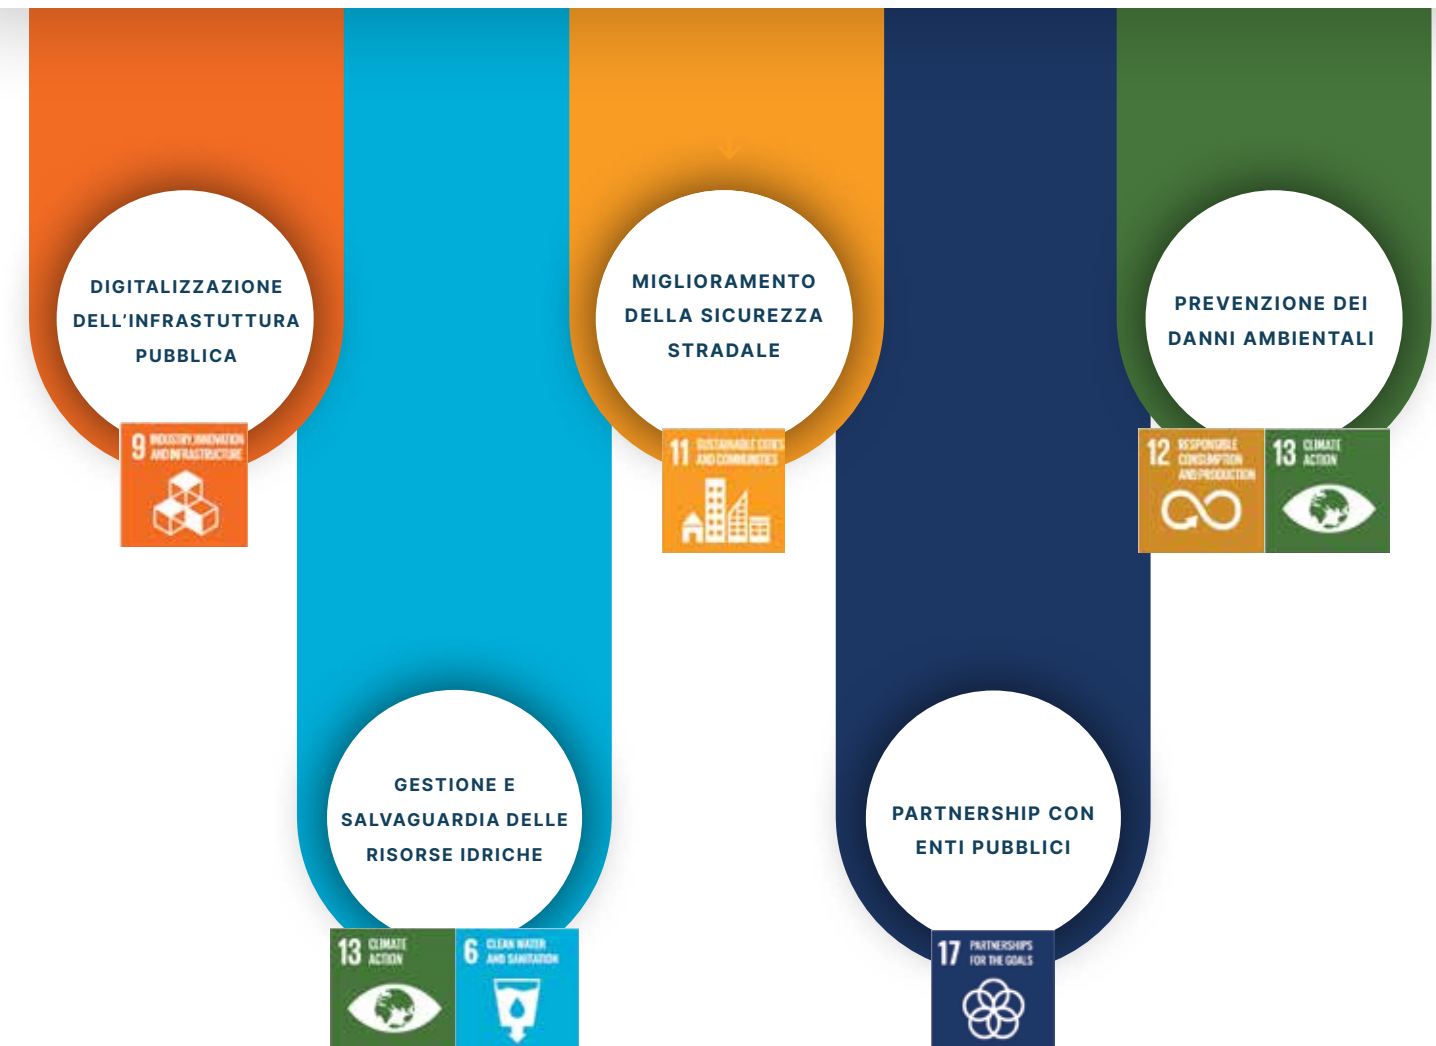 DIGITALIZZAZIONE
DELL'INFRASTUTTURA
PUBBLICA
9 INDUSTRY, INNOVATION
AND INFRASTRUCTURE
GESTIONE E
SALVAGUARDIA DELLE
RISORSE IDRICHE
13 CLIMATE
ACTION
6 CLEAN WATER
AND SANITATION
MIGLIORAMENTO
DELLA SICUREZZA
STRADALE
11 SUSTAINABLE CITIES
AND COMMUNITIES
PARTNERSHIP CON
ENTI PUBBLICI
17 PARTNERSHIPS
FOR THE GOALS
PREVENZIONE DEI
DANNI AMBIENTALI
12 RESPONSIBLE
CONSUMPTION
AND PRODUCTION
13 CLIMATE
ACTION